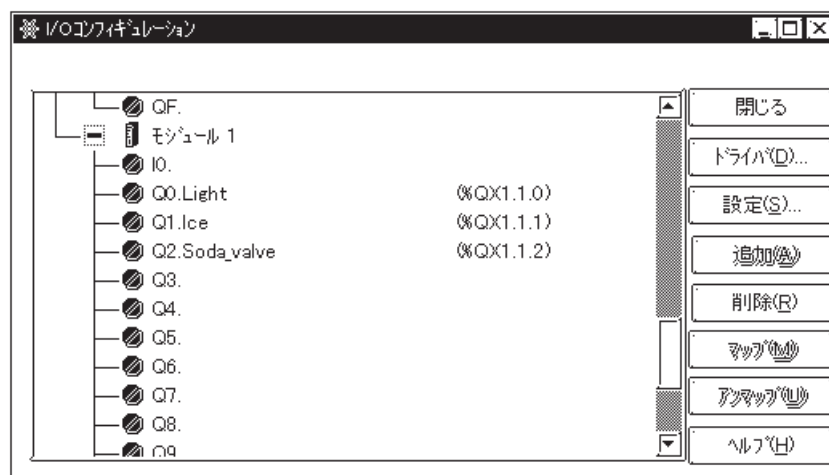 I/Oコンフィギュレーション
QF.
モジュール 1
I0.
Q0.Light (%QX1.1.0)
Q1.Ice (%QX1.1.1)
Q2.Soda_valve (%QX1.1.2)
Q3.
Q4.
Q5.
Q6.
Q7.
Q8.
Q9
閉じる
ドライバ(D)...
設定(S)...
追加(A)
削除(R)
マップ(M)
アンマップ(U)
ヘルプ(H)